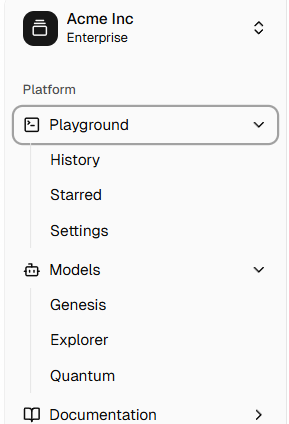 Acme Inc
Enterprise
Platform
Playground
History
Starred
Settings
Models
Genesis
Explorer
Quantum
Documentation